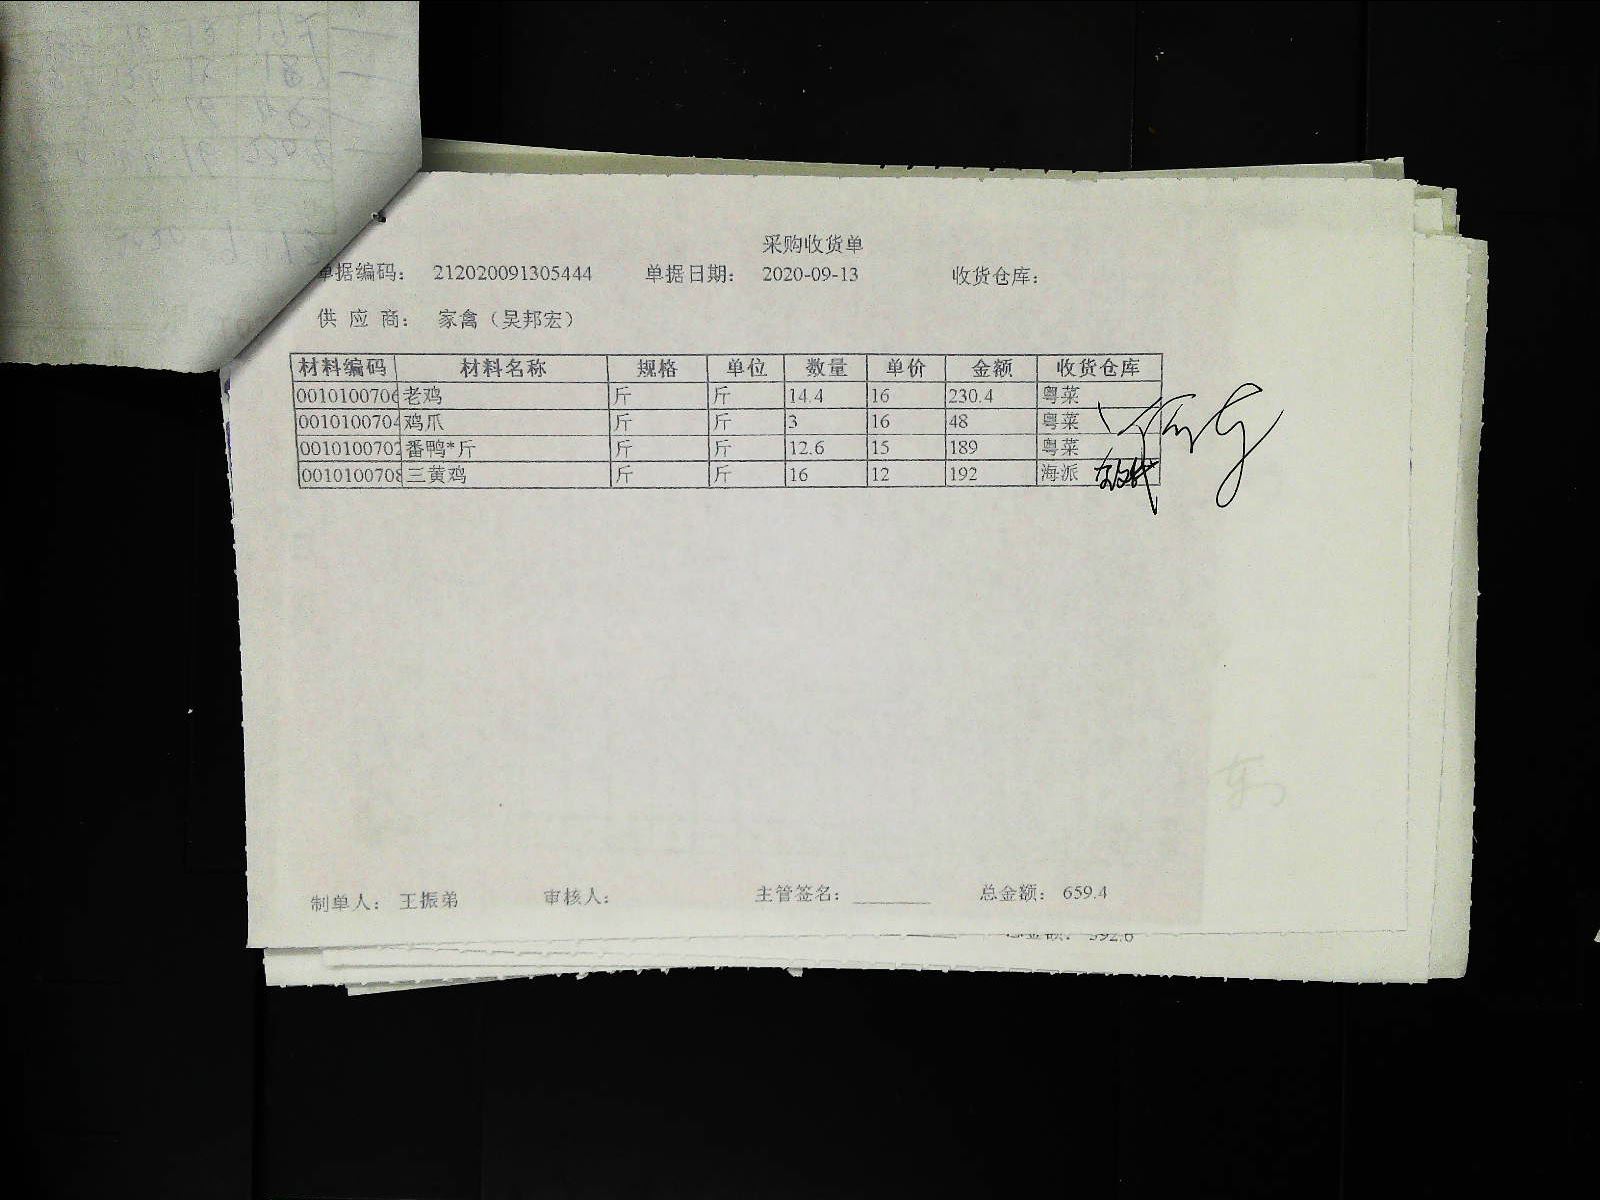 采购收货单
单据编码: 212020091305444 单据日期: 2020-09-13 收货仓库:
供 应 商: 家禽（吴邦宏）
材料编码 材料名称 规格 单位 数量 单价 金额 收货仓库
0010100706 老鸡 斤 斤 14.4 16 230.4 粤菜
0010100704 鸡爪 斤 斤 3 16 48 粤菜
0010100702 番鸭*斤 斤 斤 12.6 15 189 粤菜
0010100708 三黄鸡 斤 斤 16 12 192 海派
制单人: 王振弟 审核人: 主管签名: ________ 总金额: 659.4
总金额: 392.6